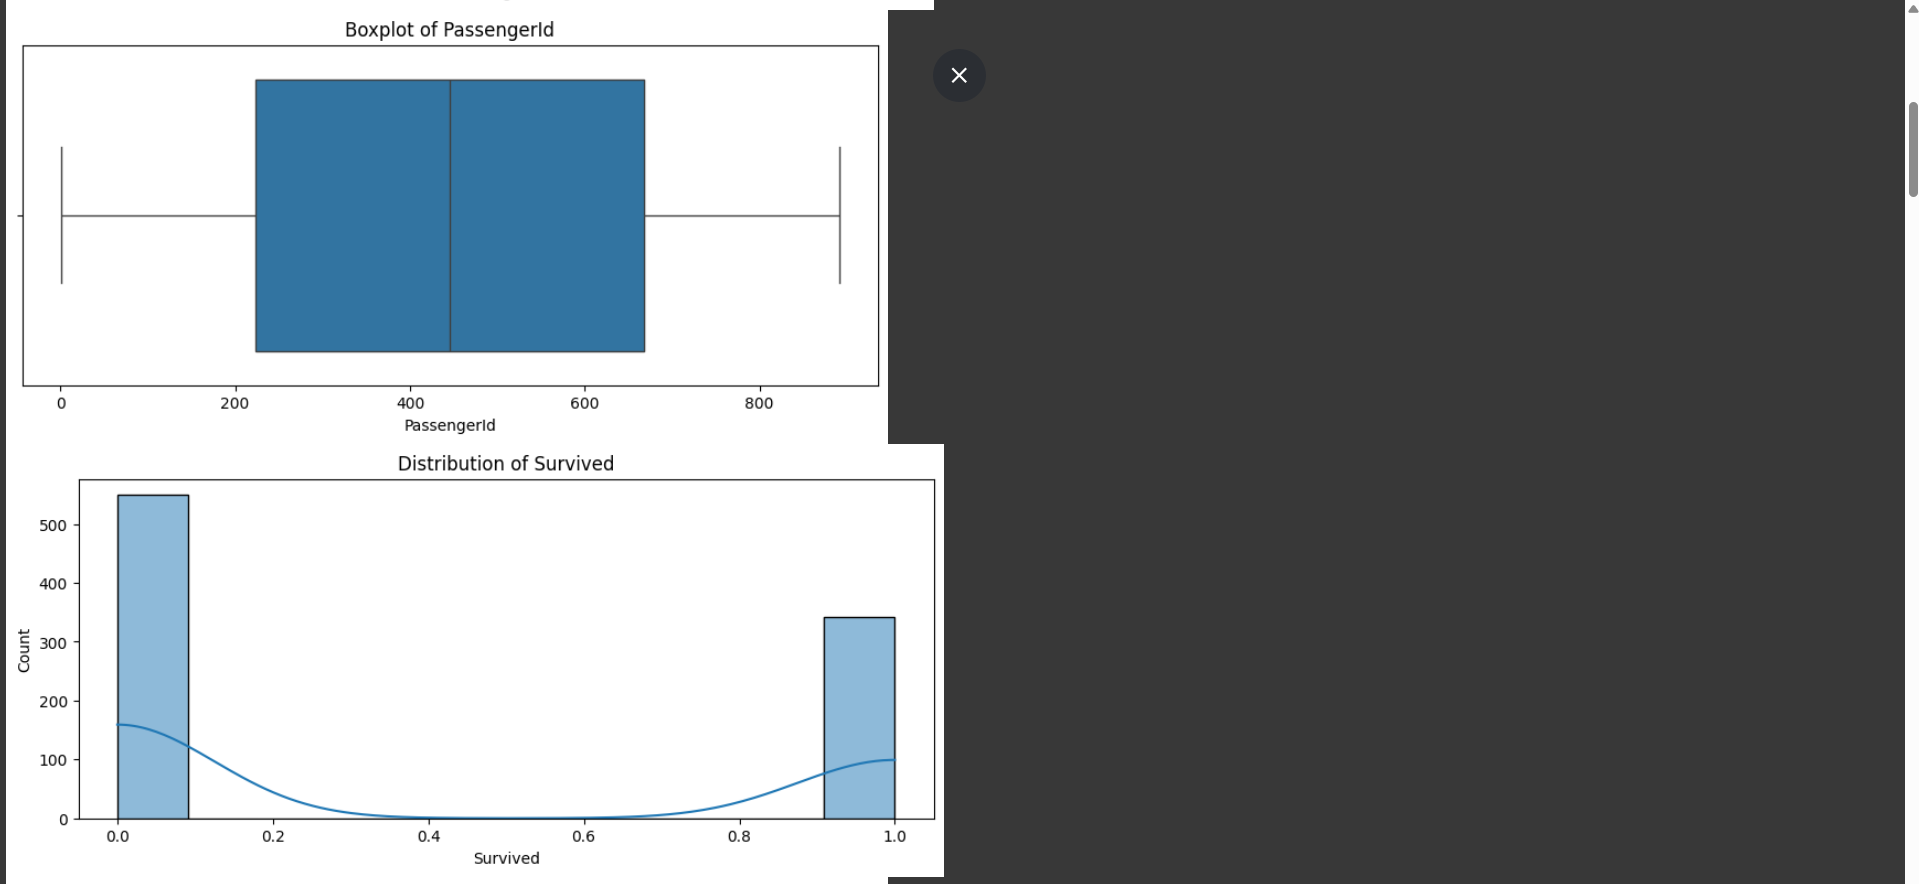 Boxplot of PassengerId
0 200 400 600 800
PassengerId
Distribution of Survived
500
400
300
200
100
0
Count
0.0 0.2 0.4 0.6 0.8 1.0
Survived